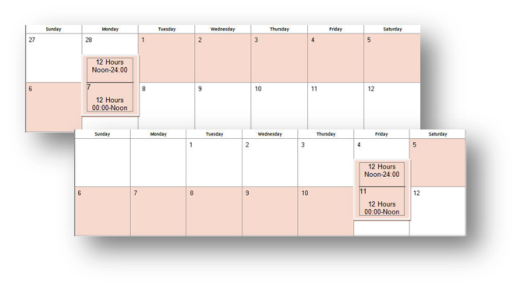 Sunday Monday Tuesday Wednesday Thursday Friday Saturday
27 28 1 2 3 4 5
12 Hours
Noon-24:00
6 7 8 9 10 11 12
12 Hours
00:00-Noon
Sunday Monday Tuesday Wednesday Thursday Friday Saturday
1 2 3 4 5
12 Hours
Noon-24:00
6 7 8 9 10 11 12
12 Hours
00:00-Noon